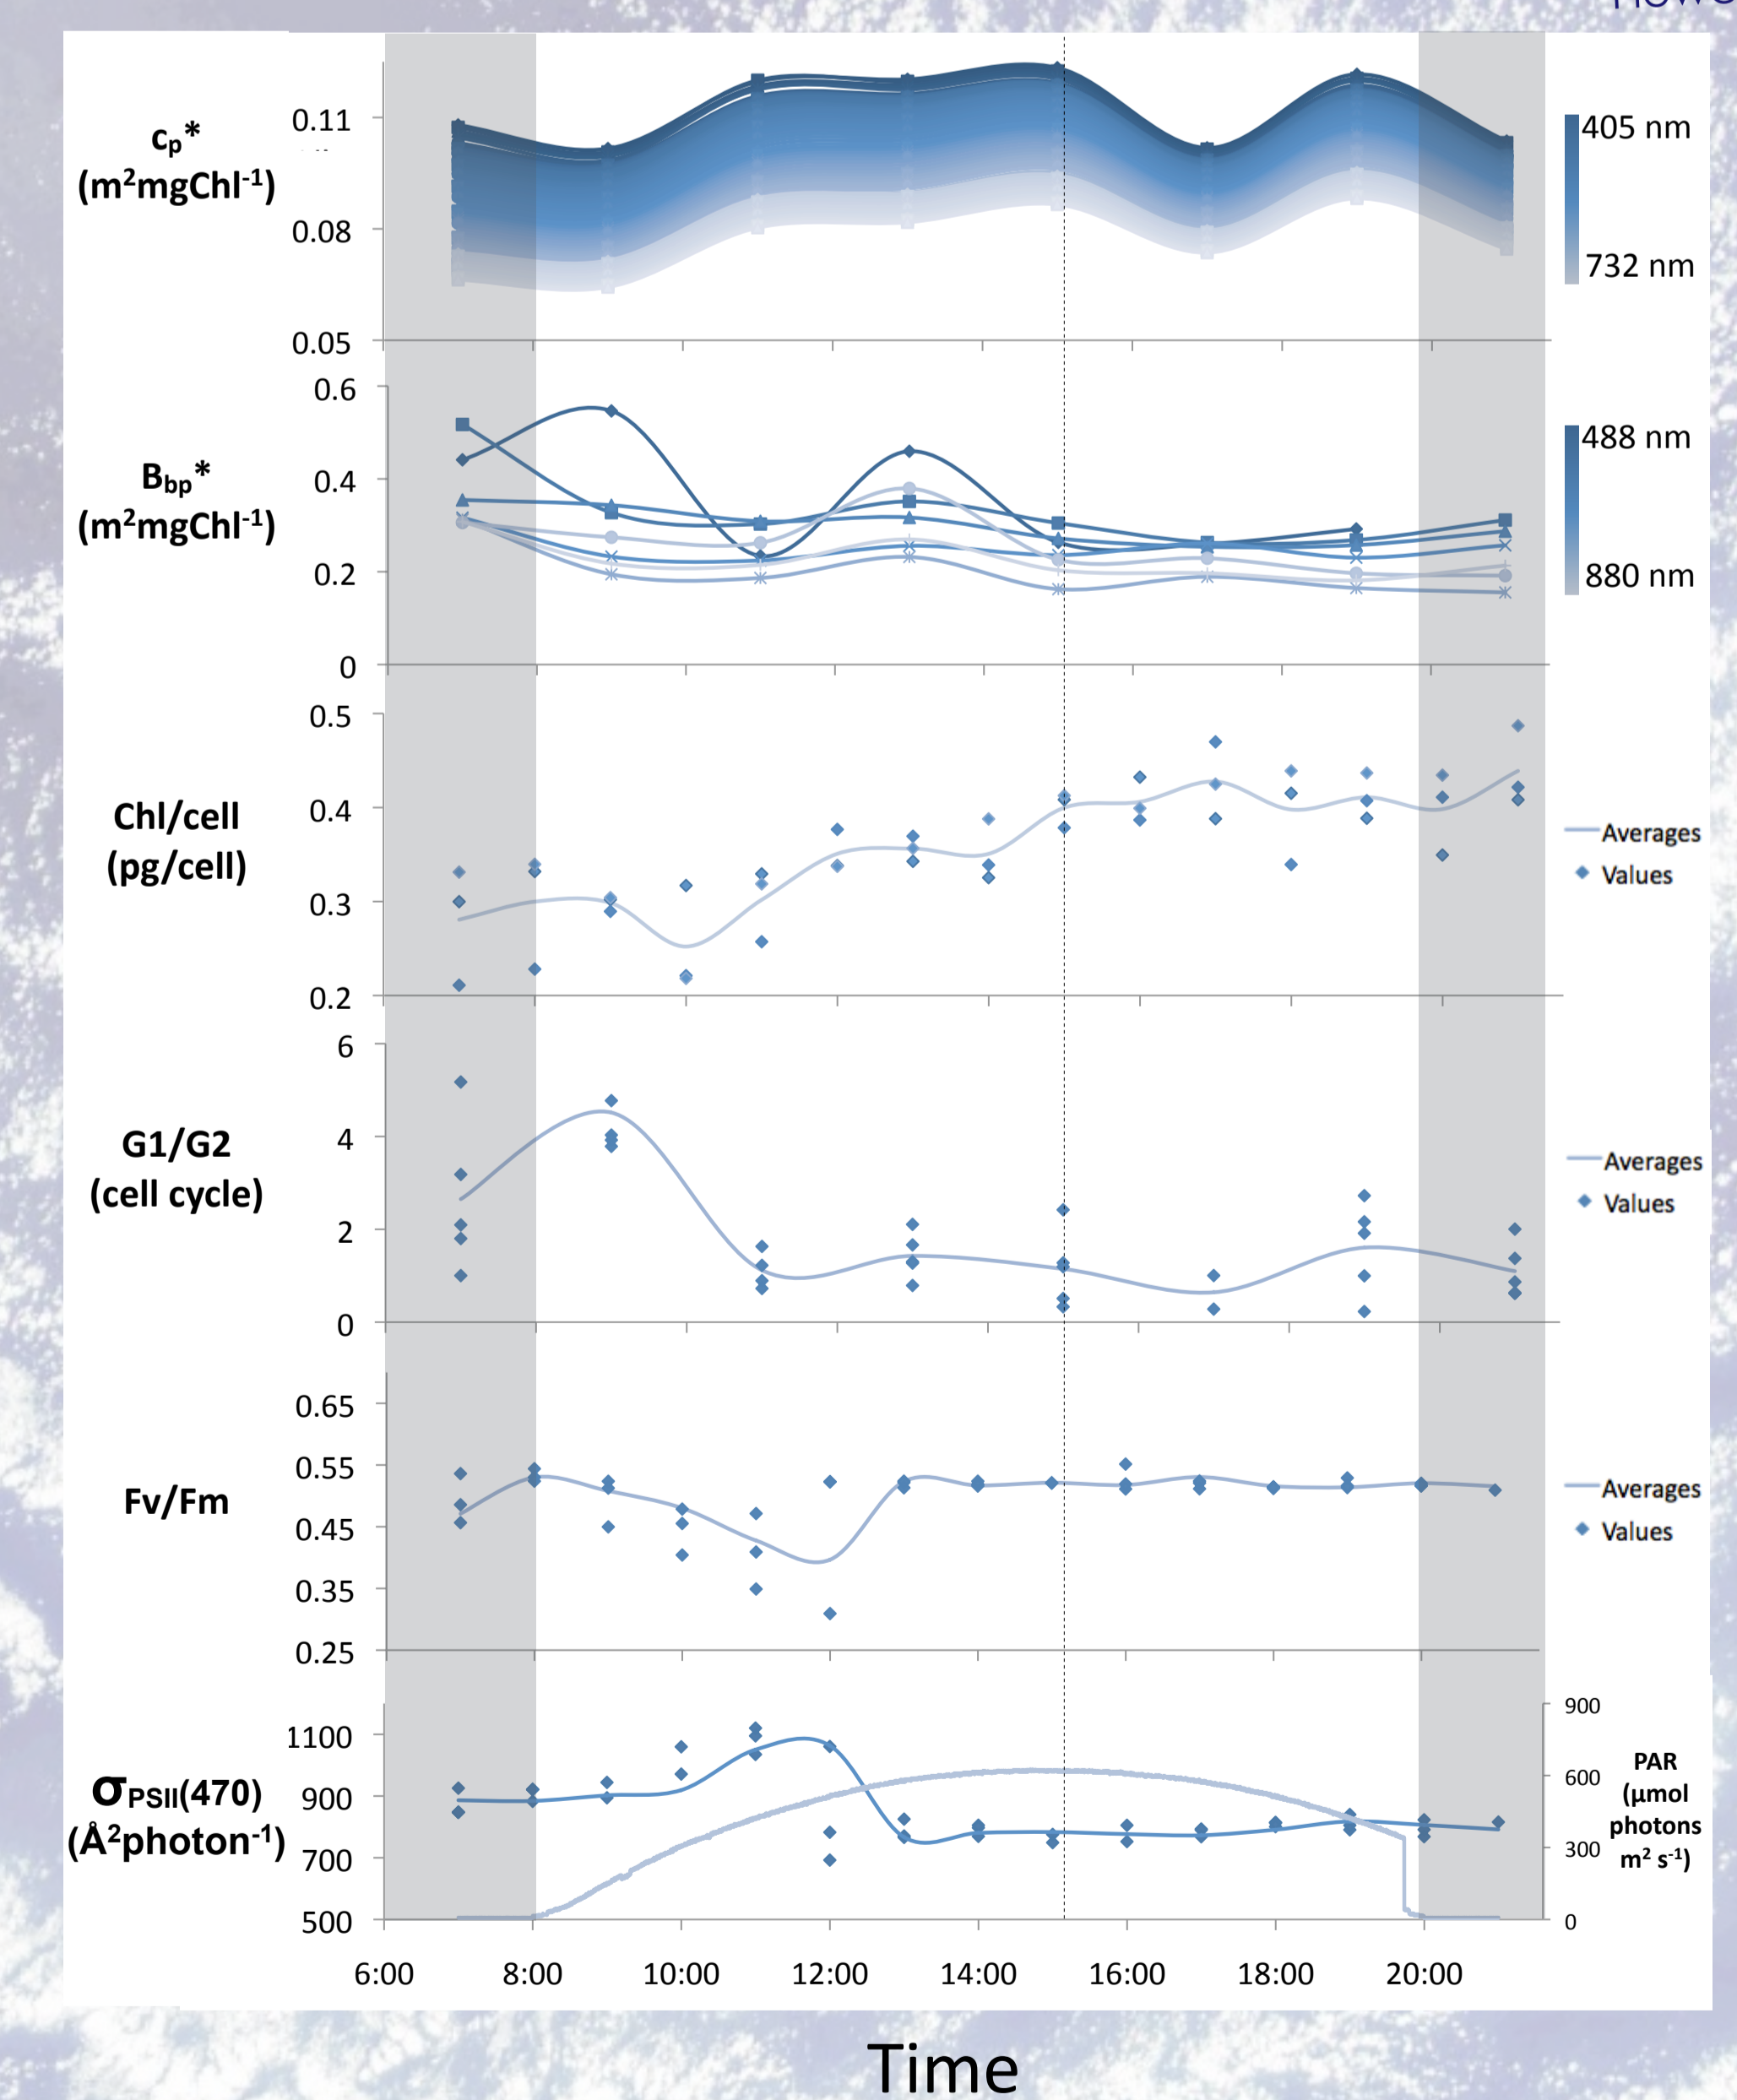 cp*
(m²mgChl⁻¹)
0.11
0.08
0.05
405 nm
732 nm
Bbp*
(m²mgChl⁻¹)
0.6
0.4
0.2
0
488 nm
880 nm
Chl/cell
(pg/cell)
0.5
0.4
0.3
0.2
Averages
Values
G1/G2
(cell cycle)
6
4
2
0
Averages
Values
Fv/Fm
0.65
0.55
0.45
0.35
0.25
Averages
Values
σPSII(470)
(Å²photon⁻¹)
1100
900
700
500
900
600
300
0
PAR
(μmol
photons
m² s⁻¹)
6:00 8:00 10:00 12:00 14:00 16:00 18:00 20:00
Time